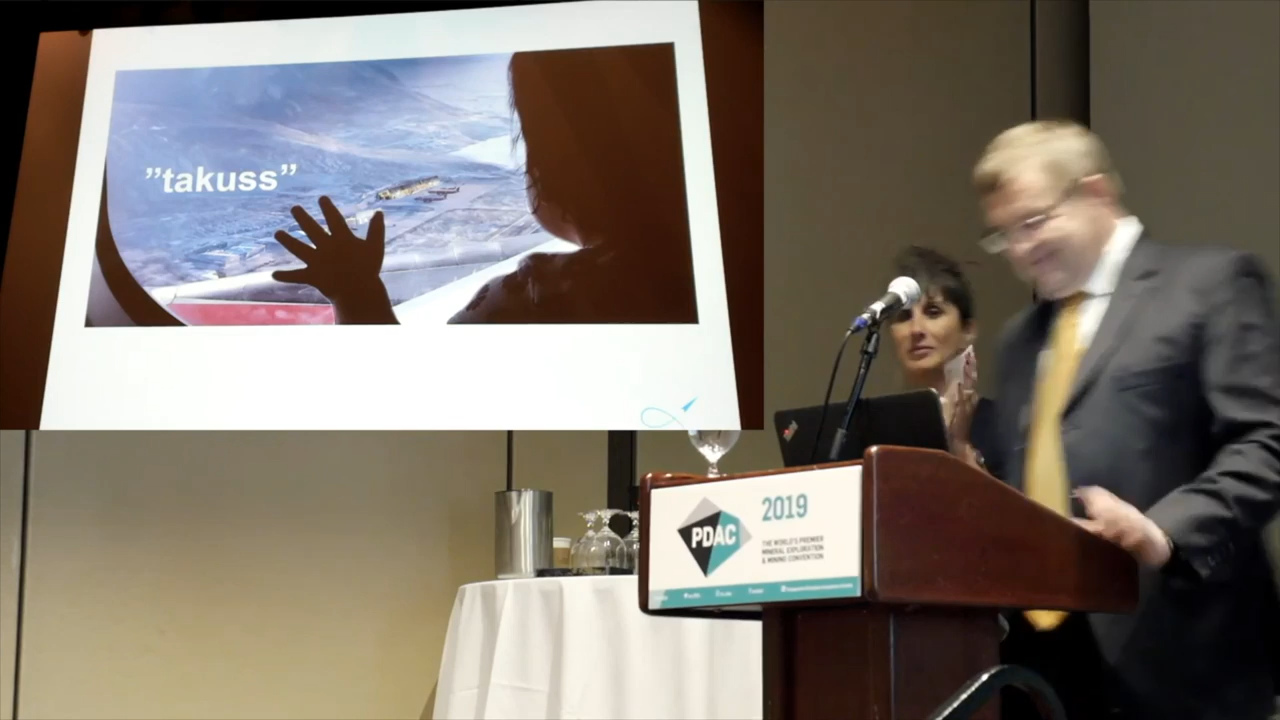 ”takuss”
PDAC
2019
THE WORLD'S PREMIER
MINERAL EXPLORATION
& MINING CONVENTION